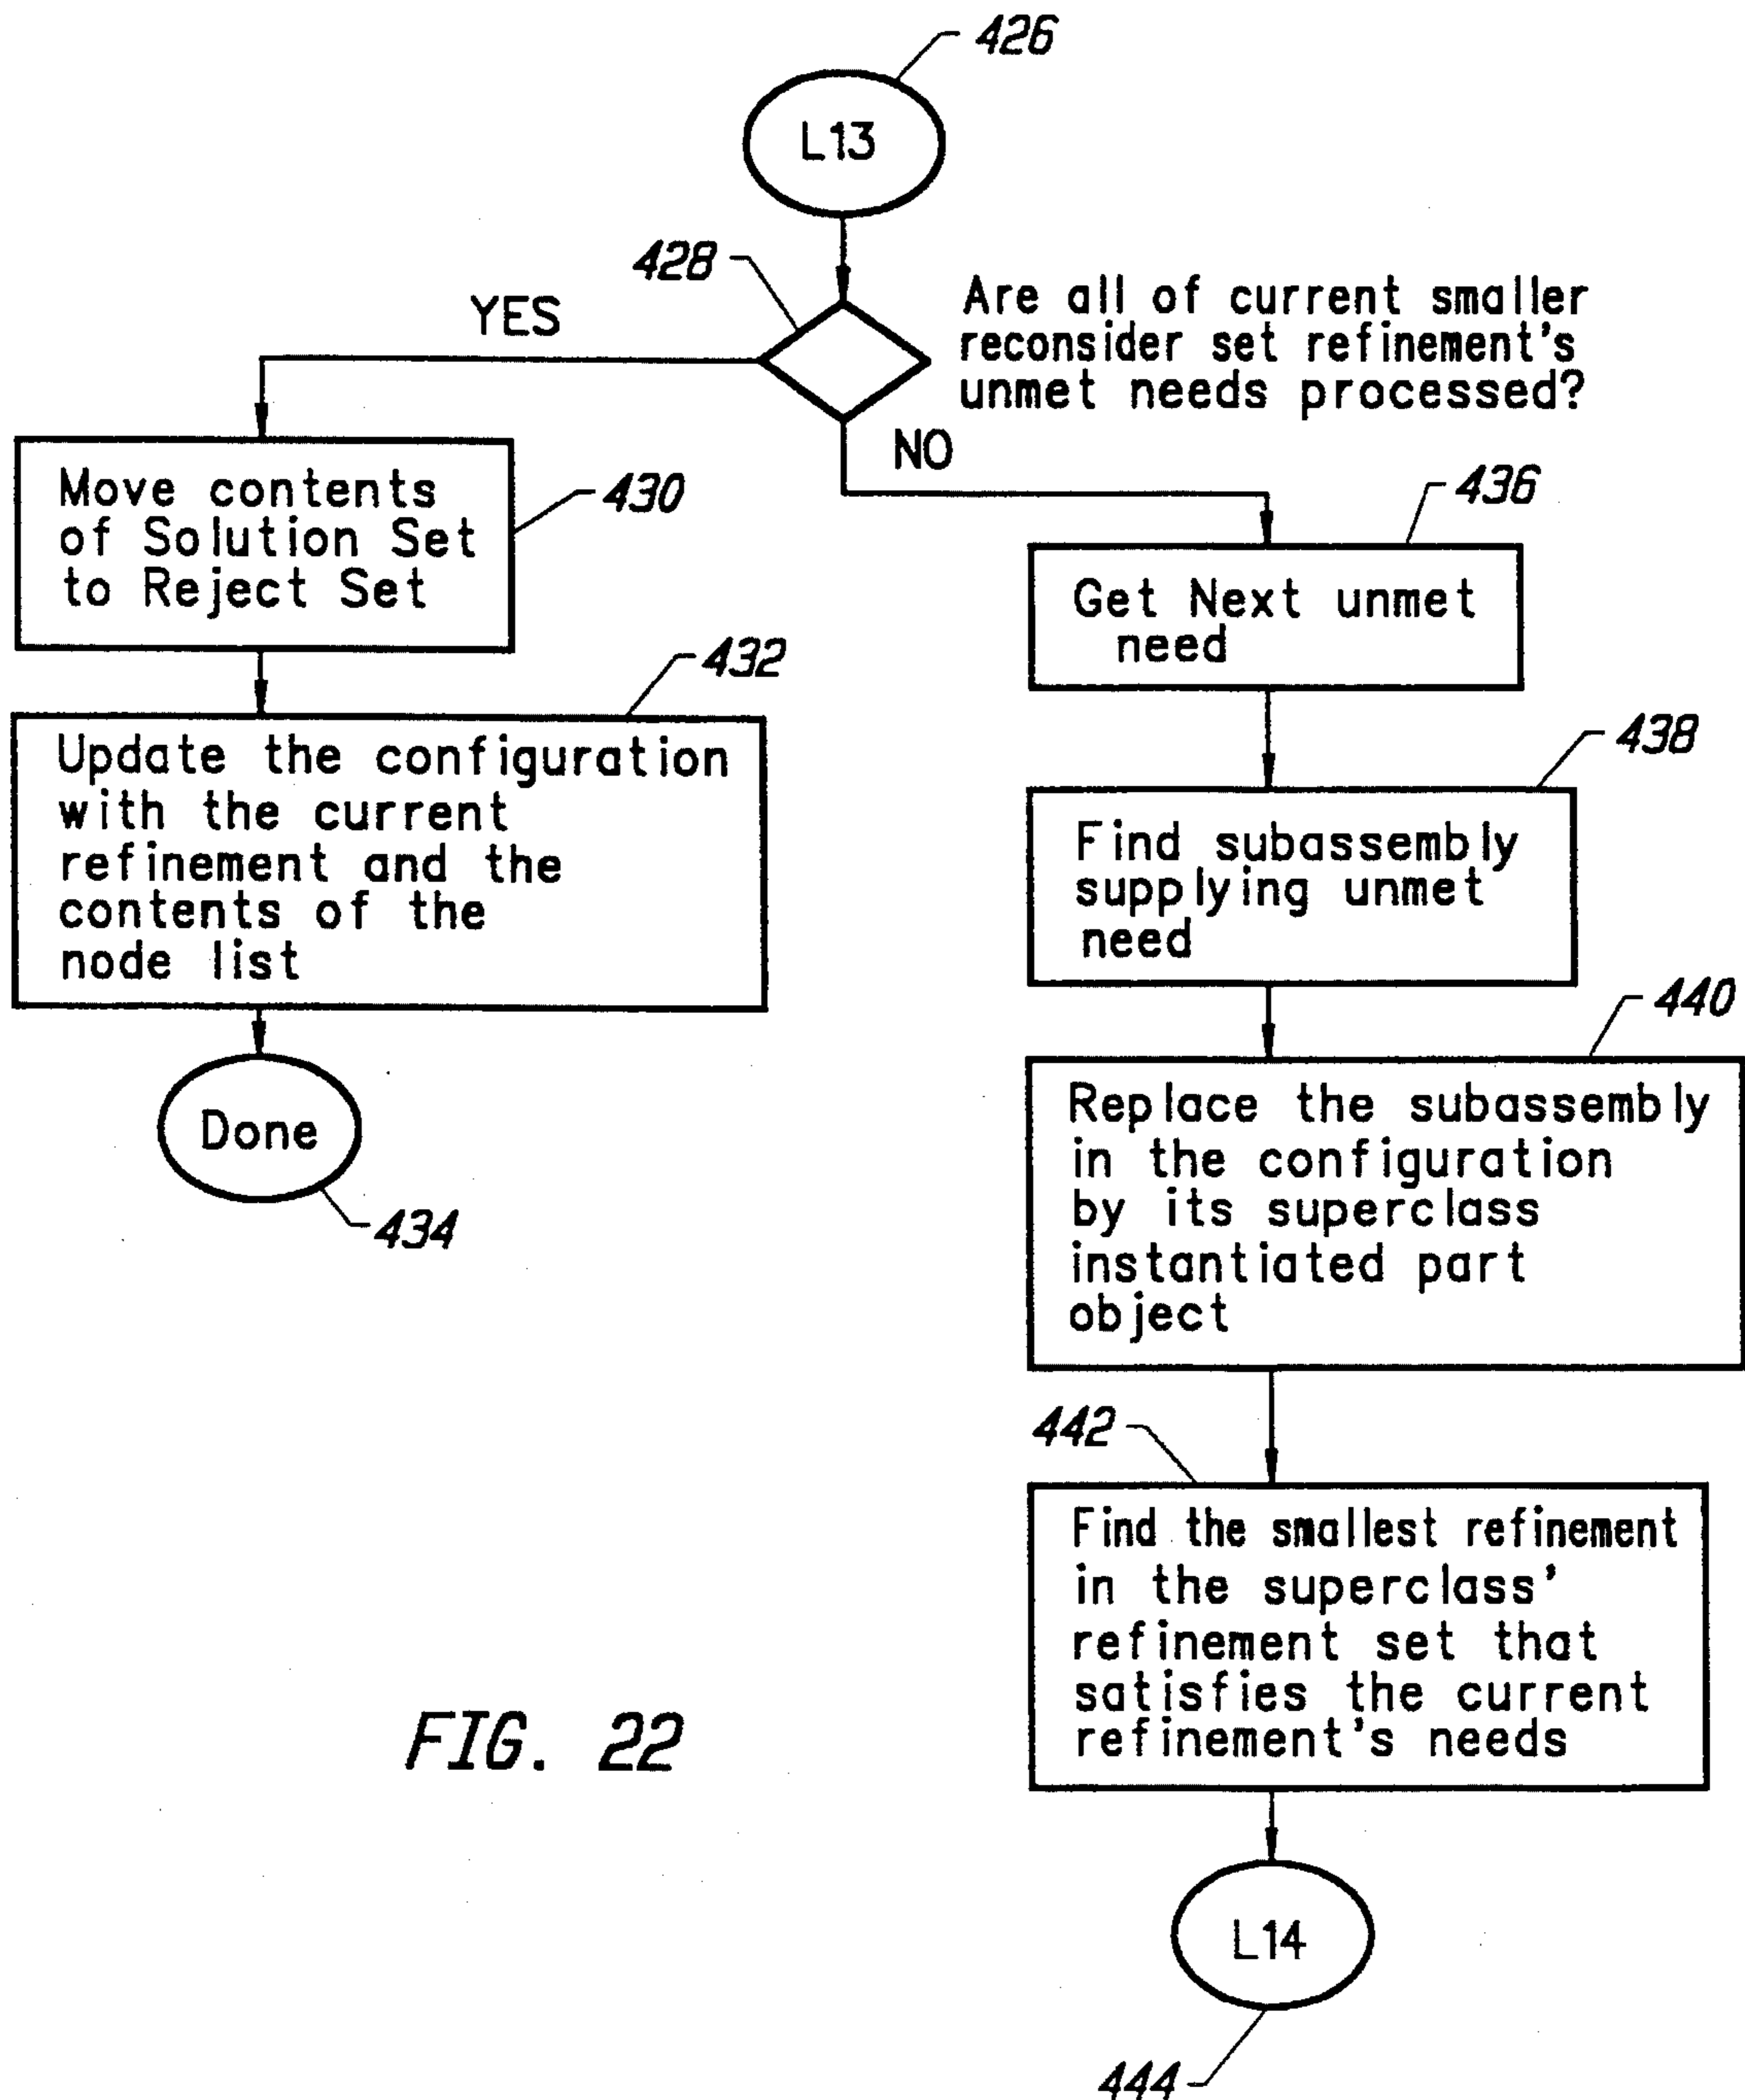 426
L13
428
YES
Are all of current smaller
reconsider set refinement's
unmet needs processed?
NO
Move contents
of Solution Set
to Reject Set
430
436
Get Next unmet
need
432
Update the configuration
with the current
refinement and the
contents of the
node list
438
Find subassembly
supplying unmet
need
Done
434
440
Replace the subassembly
in the configuration
by its superclass
instantiated part
object
442
Find the smallest refinement
in the superclass'
refinement set that
satisfies the current
refinement's needs
FIG. 22
L14
444